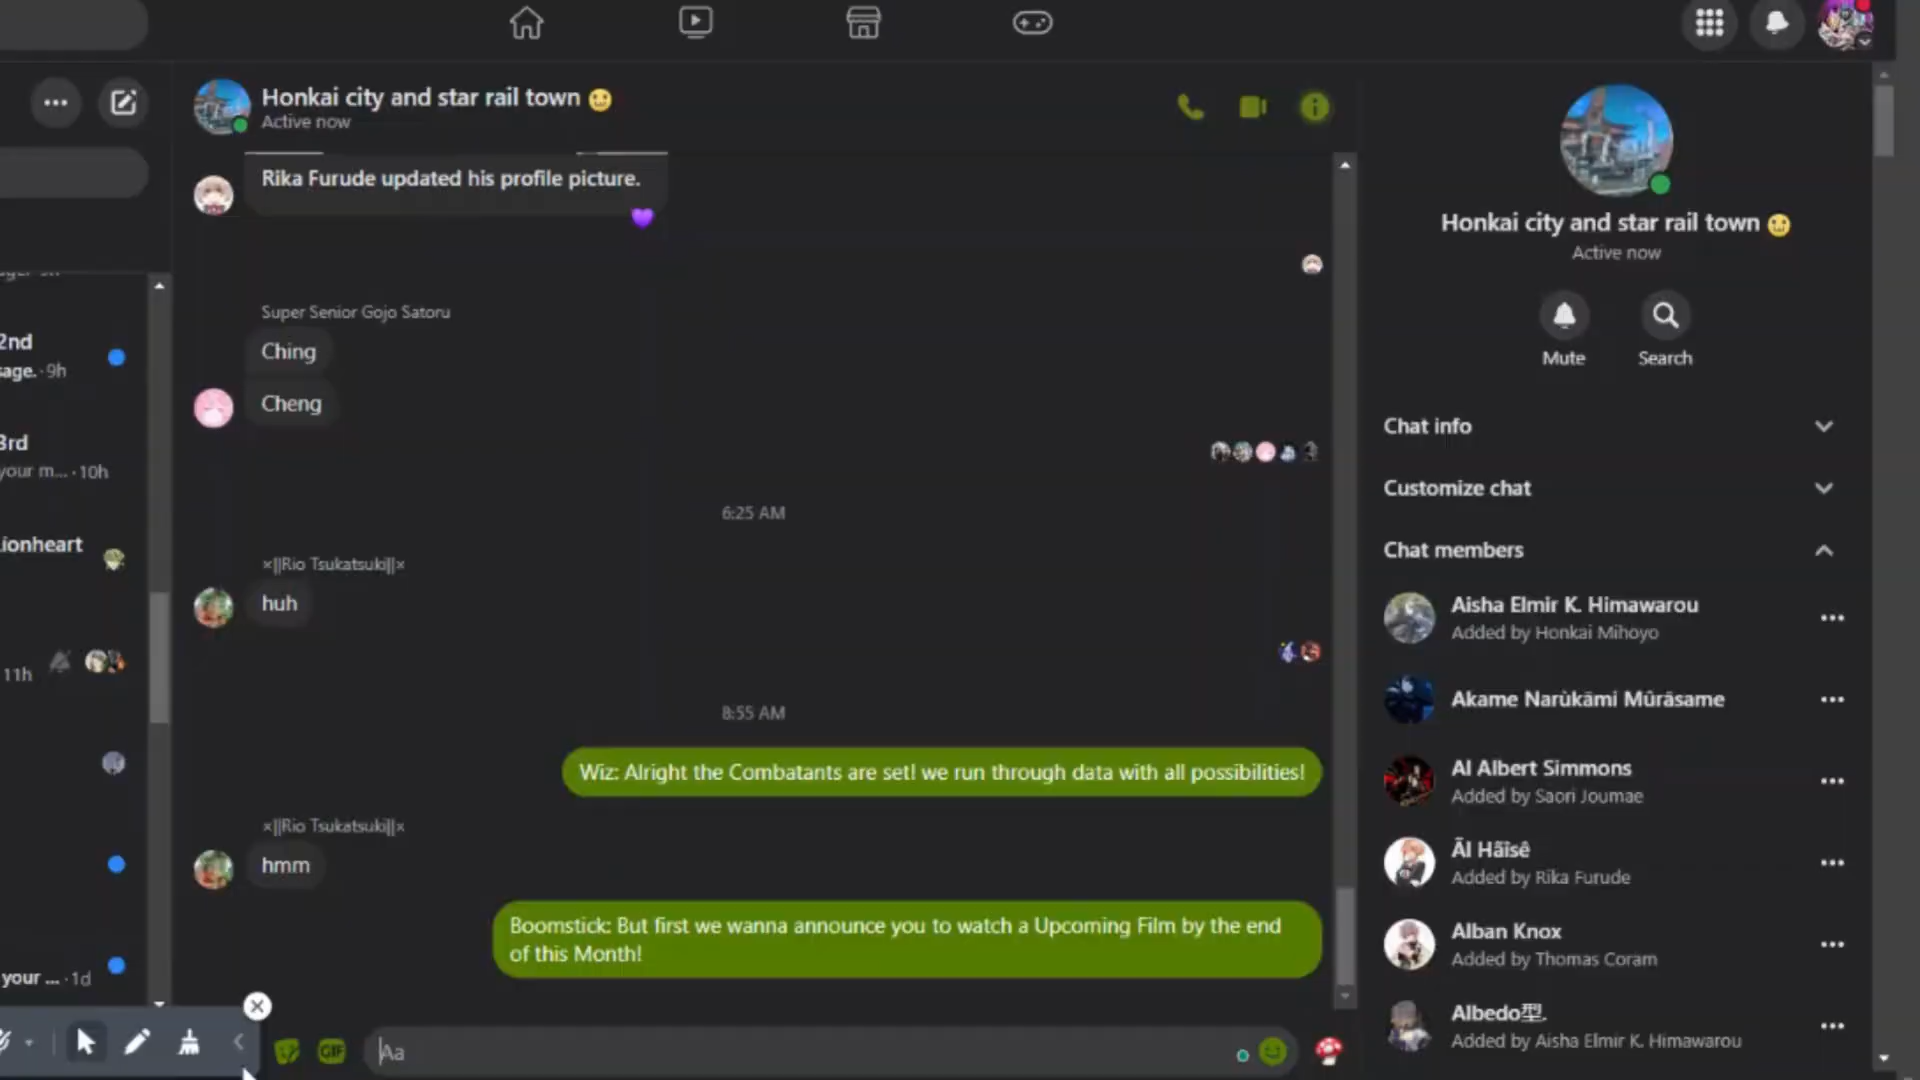 Honkai city and star rail town
Active now
Rika Furude updated his profile picture.
Super Senior Gojo Satoru
Ching
Cheng
6:25 AM
×||Rio Tsukatsuki||×
huh
8:55 AM
Wiz: Alright the Combatants are set! we run through data with all possibilities!
×||Rio Tsukatsuki||×
hmm
Boomstick: But first we wanna announce you to watch a Upcoming Film by the end
of this Month!
GIF
Aa
2nd
sage. · 9h
3rd
your m... · 10h
Lionheart
11h
your ... · 1d
Honkai city and star rail town
Active now
Mute
Search
Chat info
Customize chat
Chat members
Aisha Elmir K. Himawarou
Added by Honkai Mihoyo
Akame Narùkāmi Mûrāsame
Al Albert Simmons
Added by Saori Joumae
Āl Hāīsê
Added by Rika Furude
Alban Knox
Added by Thomas Coram
Albedo型.
Added by Aisha Elmir K. Himawarou